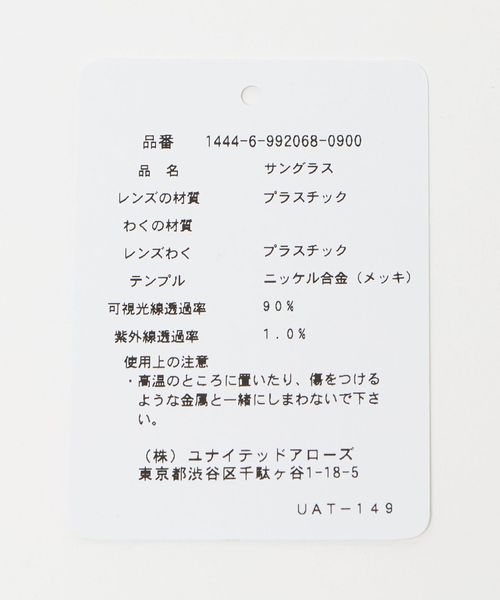 品番 1444-6-992068-0900
品 名 サングラス
レンズの材質 プラスチック
わくの材質
レンズわく プラスチック
テンプル ニッケル合金（メッキ）
可視光線透過率 90%
紫外線透過率 1.0%
使用上の注意
・高温のところに置いたり、傷をつける
ような金属と一緒にしまわないで下さ
い。
（株）ユナイテッドアローズ
東京都渋谷区千駄ヶ谷1-18-5
UAT-149